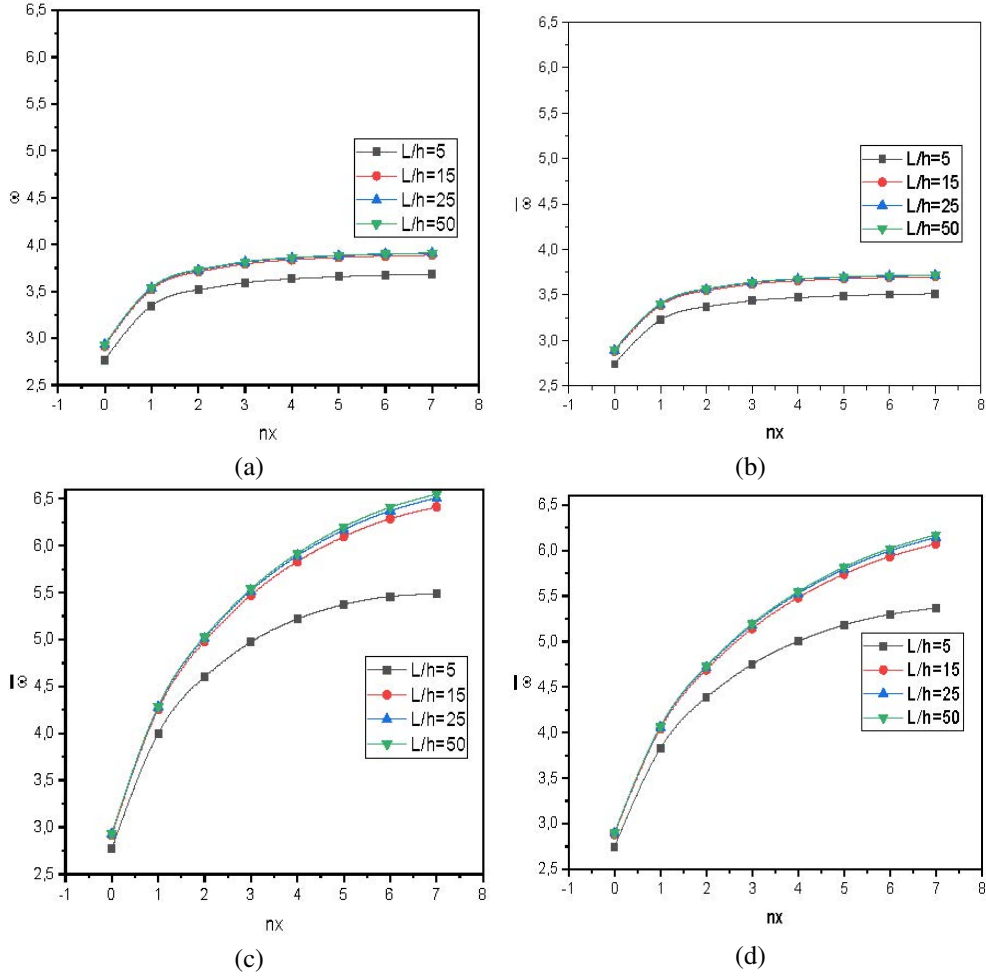 6,5
6,0
5,5
5,0
4,5
4,0
3,5
3,0
2,5
ω
L/h=5
L/h=15
L/h=25
L/h=50
-1 0 1 2 3 4 5 6 7 8
nx
(a)
6,5
6,0
5,5
5,0
4,5
4,0
3,5
3,0
2,5
ω̅
L/h=5
L/h=15
L/h=25
L/h=50
-1 0 1 2 3 4 5 6 7 8
nx
(b)
6,5
6,0
5,5
5,0
4,5
4,0
3,5
3,0
2,5
ω̅
L/h=5
L/h=15
L/h=25
L/h=50
-1 0 1 2 3 4 5 6 7 8
nx
(c)
6,5
6,0
5,5
5,0
4,5
4,0
3,5
3,0
2,5
ω̅
L/h=5
L/h=15
L/h=25
L/h=50
-1 0 1 2 3 4 5 6 7 8
nx
(d)